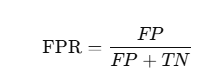 FPR = FP / (FP + TN)